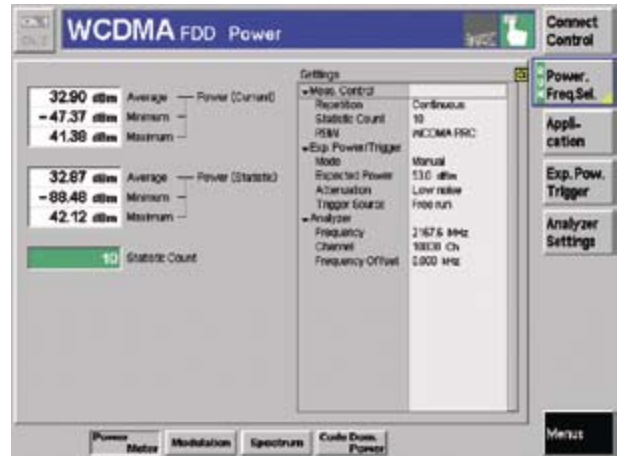 WCDMA FDD Power
Connect Control
Power. Freq.Sel.
Appli- cation
Exp. Pow. Trigger
Analyzer Settings
Menus
32.90 dBm Average Power (Current)
-47.37 dBm Minimum
41.38 dBm Maximum
32.87 dBm Average Power (Statistic)
-88.48 dBm Minimum
42.12 dBm Maximum
10 Statistic Count
Settings
Meas. Control
Repetition Continuous
Statistic Count 10
WCDMA RRC
Exp. Power/Trigger
Mode Manual
Expected Power 53.0 dBm
Attenuation Low noise
Trigger Source Free run
Analyzer
Frequency 2167.6 MHz
Channel 10838 Ch
Frequency Offset 0.000 kHz
Power Meter
Modulation
Spectrum
Code Dom. Power